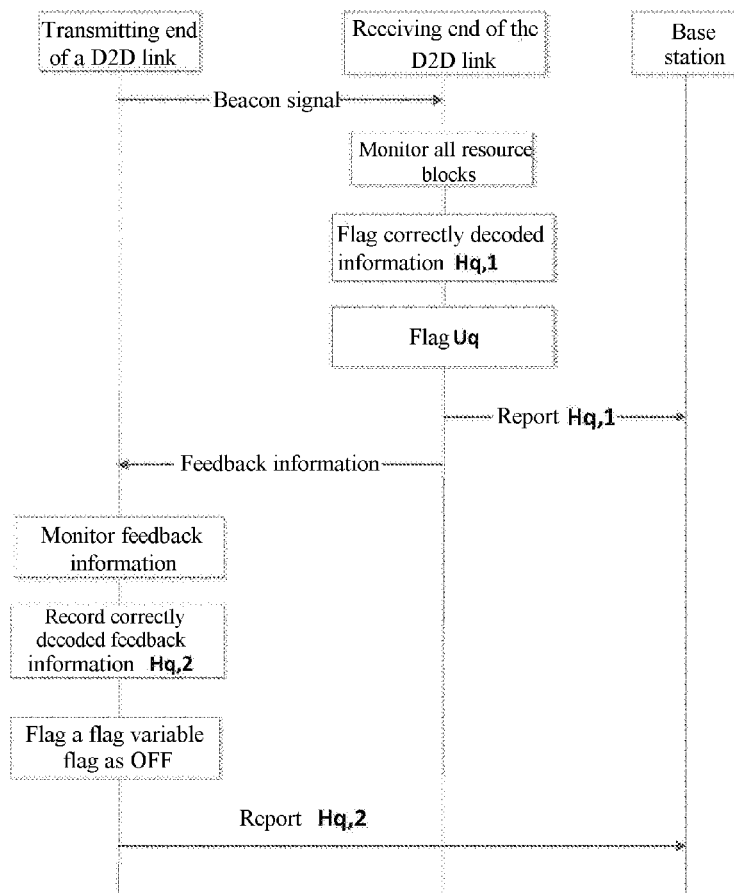 Transmitting end
of a D2D link
Receiving end of the
D2D link
Base
station
Beacon signal
Monitor all resource
blocks
Flag correctly decoded
information Hq,1
Flag Uq
Report Hq,1
Feedback information
Monitor feedback
information
Record correctly
decoded feedback
information Hq,2
Flag a flag variable
flag as OFF
Report Hq,2